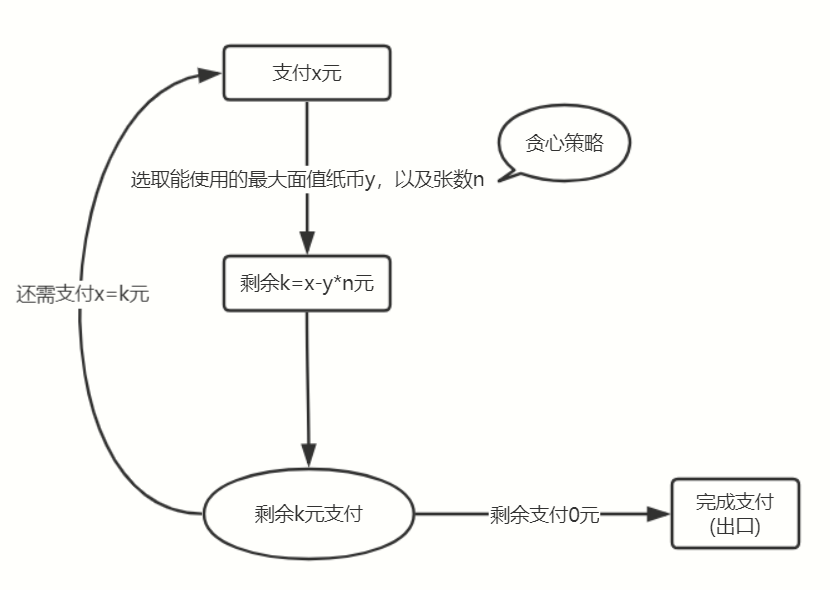 支付x元
贪心策略
选取能使用的最大面值纸币y，以及张数n
剩余k=x-y*n元
还需支付x=k元
剩余k元支付
剩余支付0元
完成支付
(出口)